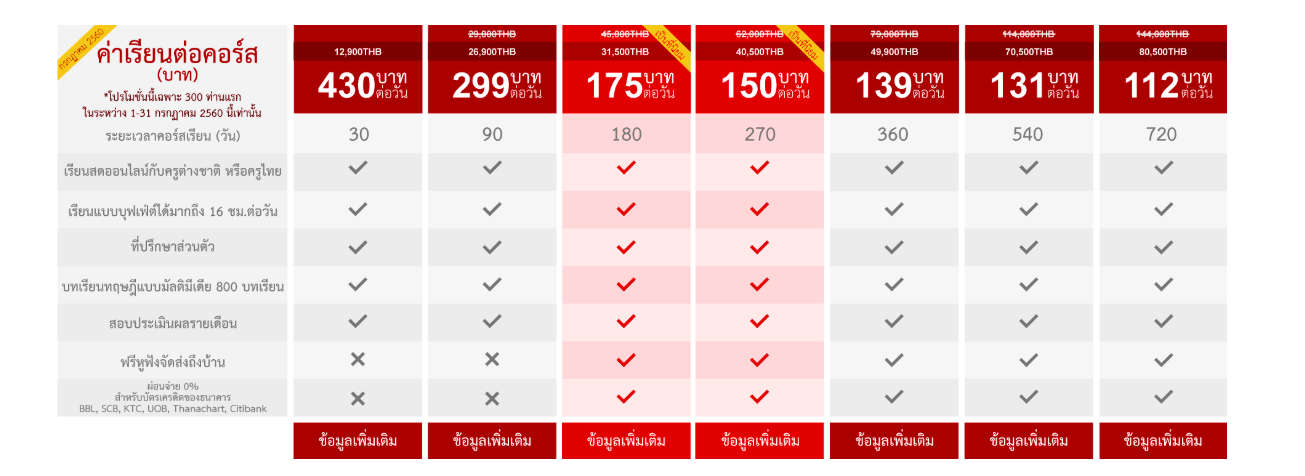 กรกฎาคม 2560
ค่าเรียนต่อคอร์ส
(บาท)
*โปรโมชั่นนี้เฉพาะ 300 ท่านแรก
ในระหว่าง 1-31 กรกฎาคม 2560 นี้เท่านั้น
12,900THB
430 บาท
ต่อวัน
29,000THB
26,900THB
299 บาท
ต่อวัน
45,000THB
เป็นที่นิยม
31,500THB
175 บาท
ต่อวัน
62,000THB
เป็นที่นิยม
40,500THB
150 บาท
ต่อวัน
79,000THB
49,900THB
139 บาท
ต่อวัน
114,000THB
70,500THB
131 บาท
ต่อวัน
144,000THB
80,500THB
112 บาท
ต่อวัน
ระยะเวลาคอร์สเรียน (วัน) 30 90 180 270 360 540 720
เรียนสดออนไลน์กับครูต่างชาติ หรือครูไทย
เรียนแบบบุฟเฟ่ต์ได้มากถึง 16 ชม.ต่อวัน
ที่ปรึกษาส่วนตัว
บทเรียนทฤษฎีแบบมัลติมีเดีย 800 บทเรียน
สอบประเมินผลรายเดือน
ฟรีหูฟังจัดส่งถึงบ้าน
ผ่อนจ่าย 0%
สำหรับบัตรเครดิตของธนาคาร
BBL, SCB, KTC, UOB, Thanachart, Citibank
ข้อมูลเพิ่มเติม ข้อมูลเพิ่มเติม ข้อมูลเพิ่มเติม ข้อมูลเพิ่มเติม ข้อมูลเพิ่มเติม ข้อมูลเพิ่มเติม ข้อมูลเพิ่มเติม